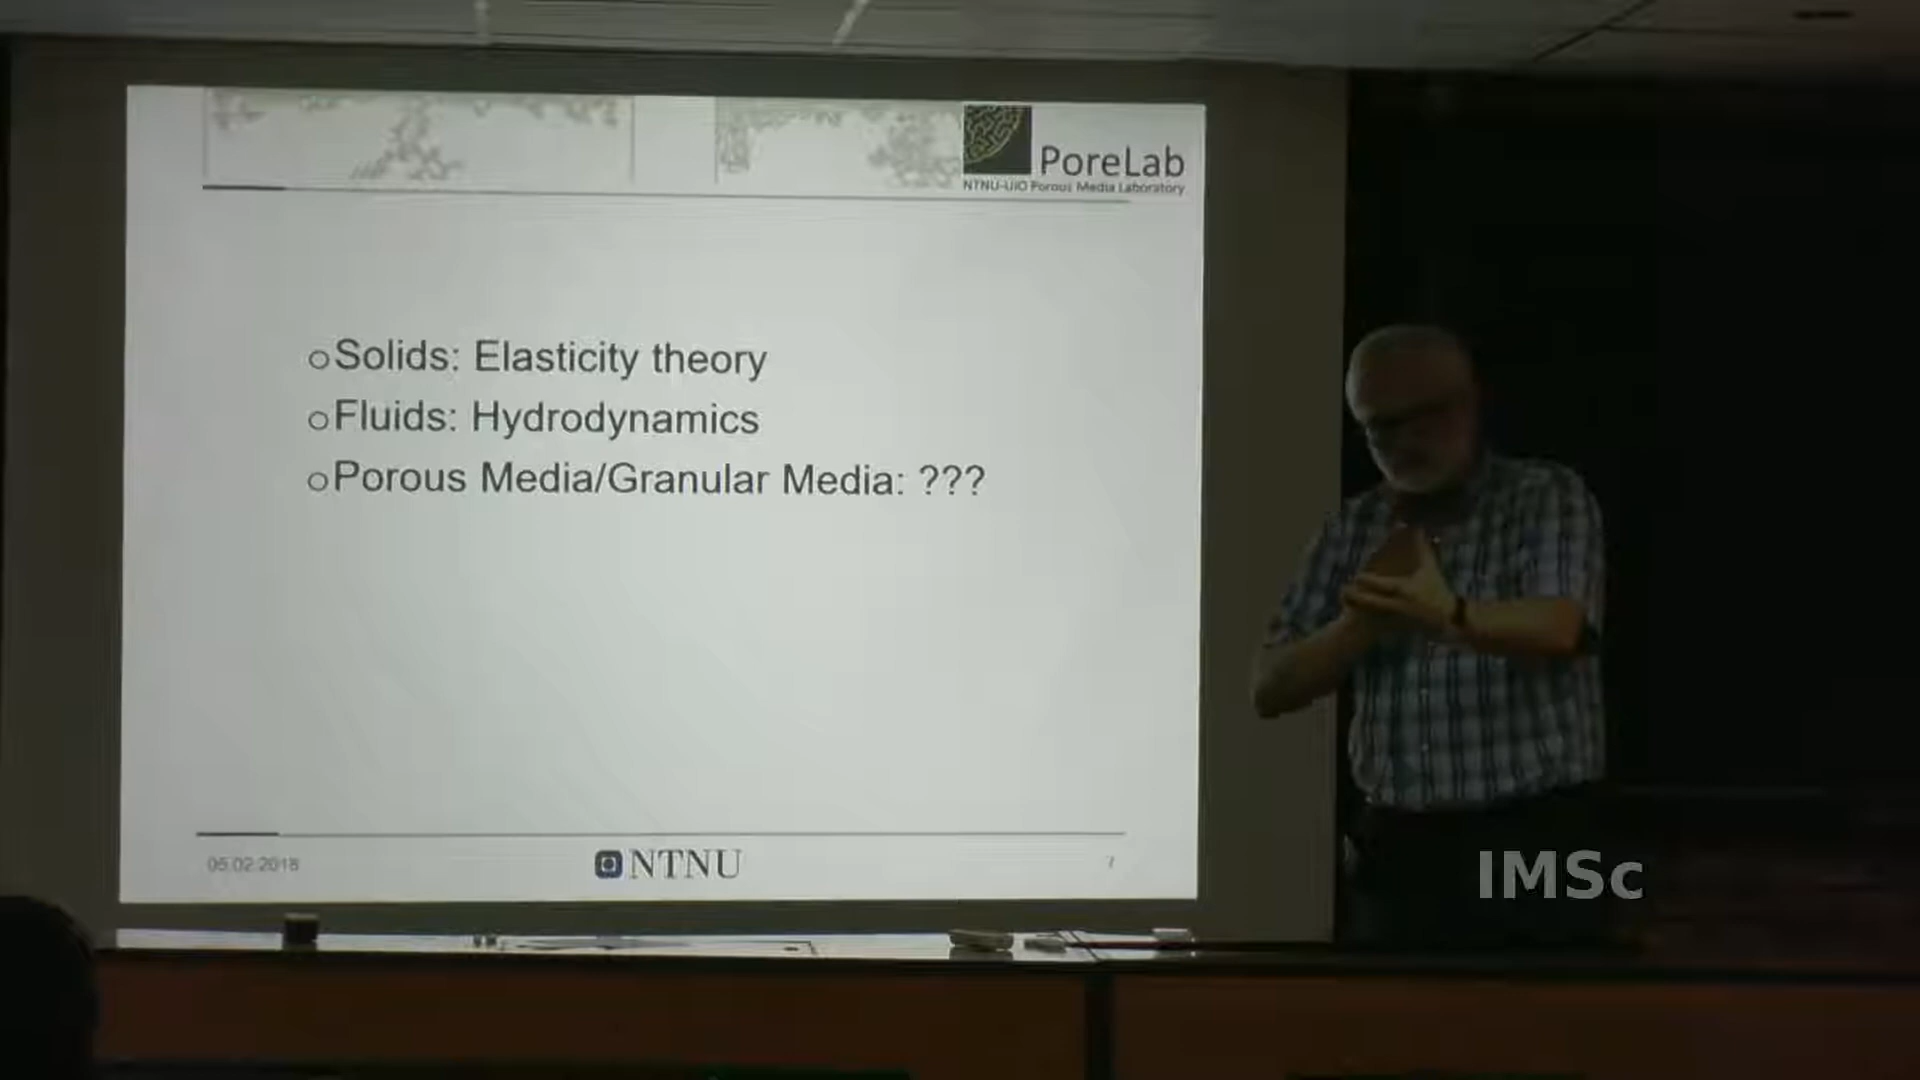 PoreLab
NTNU-UiO Porous Media Laboratory
Solids: Elasticity theory
Fluids: Hydrodynamics
Porous Media/Granular Media: ???
05.02.2018
NTNU
7
IMSc